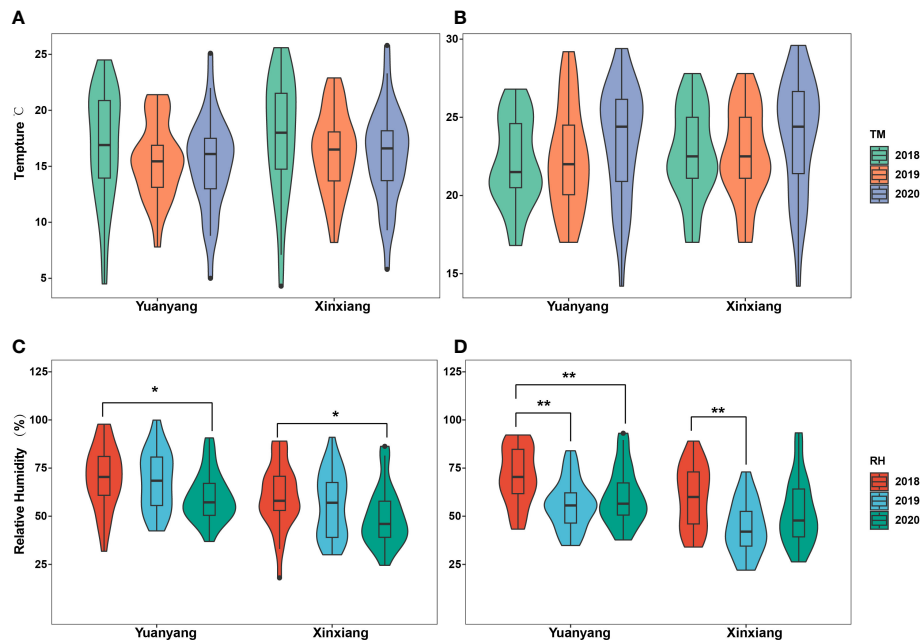 A
B
Tempture ℃
25
20
15
10
5
30
25
20
15
TM
2018
2019
2020
Yuanyang
Xinxiang
Yuanyang
Xinxiang
C
D
Relative Humidity (%)
125
100
75
50
25
*
*
125
100
75
50
25
**
**
**
RH
2018
2019
2020
Yuanyang
Xinxiang
Yuanyang
Xinxiang